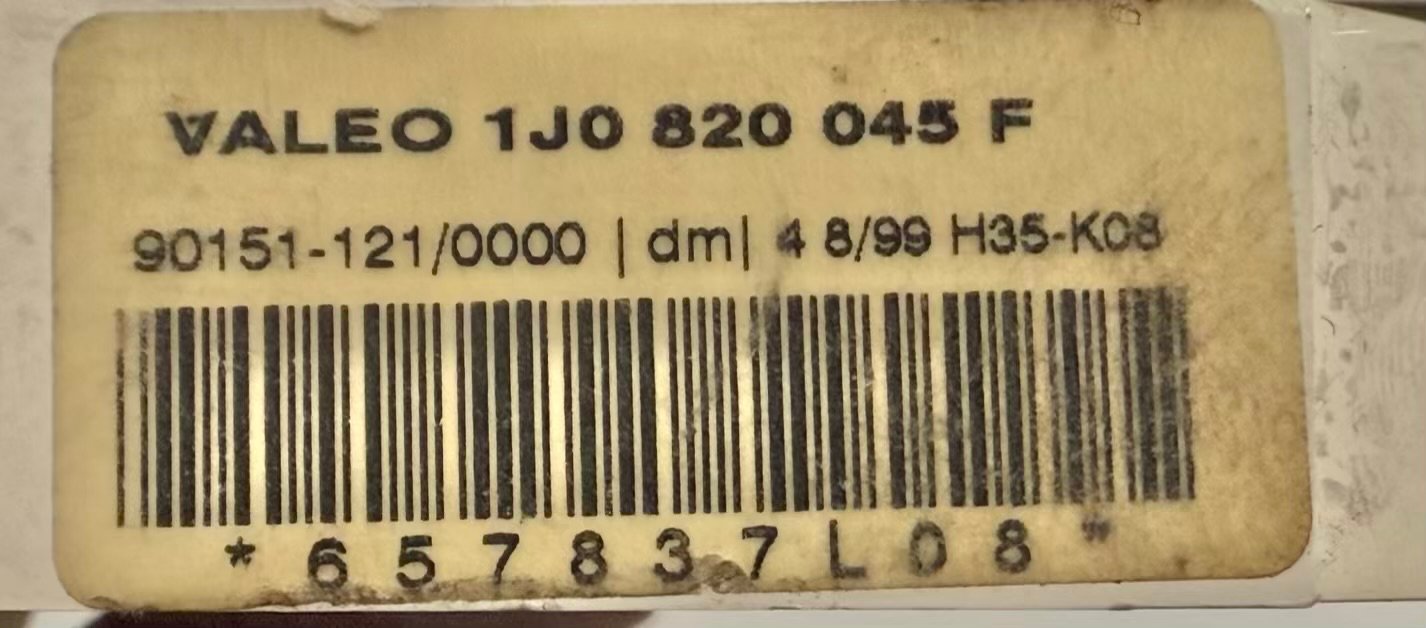 VALEO 1J0 820 045 F
90151-121/0000 | dm| 4 8/99 H35-K08
*657837L08*